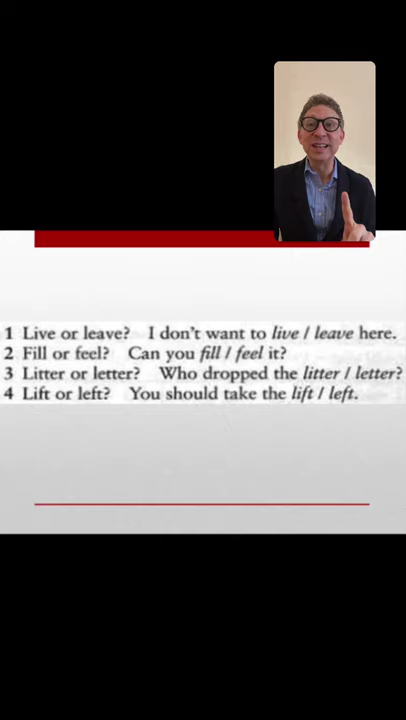 1 Live or leave? I don't want to live / leave here.
2 Fill or feel? Can you fill / feel it?
3 Litter or letter? Who dropped the litter / letter?
4 Lift or left? You should take the lift / left.